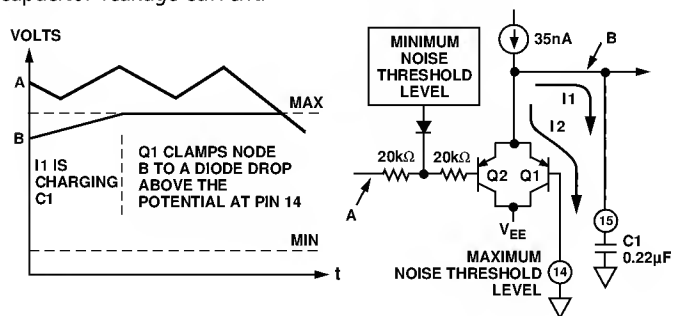 capacitor leakage current.
VOLTS
A
B
MAX
I1 IS
CHARGING
C1
Q1 CLAMPS NODE
B TO A DIODE DROP
ABOVE THE
POTENTIAL AT PIN 14
MIN
t
MINIMUM
NOISE
THRESHOLD
LEVEL
35nA
B
I1
I2
20kΩ
20kΩ
Q2
Q1
A
VEE
15
C1
0.22µF
MAXIMUM
NOISE THRESHOLD
LEVEL
14